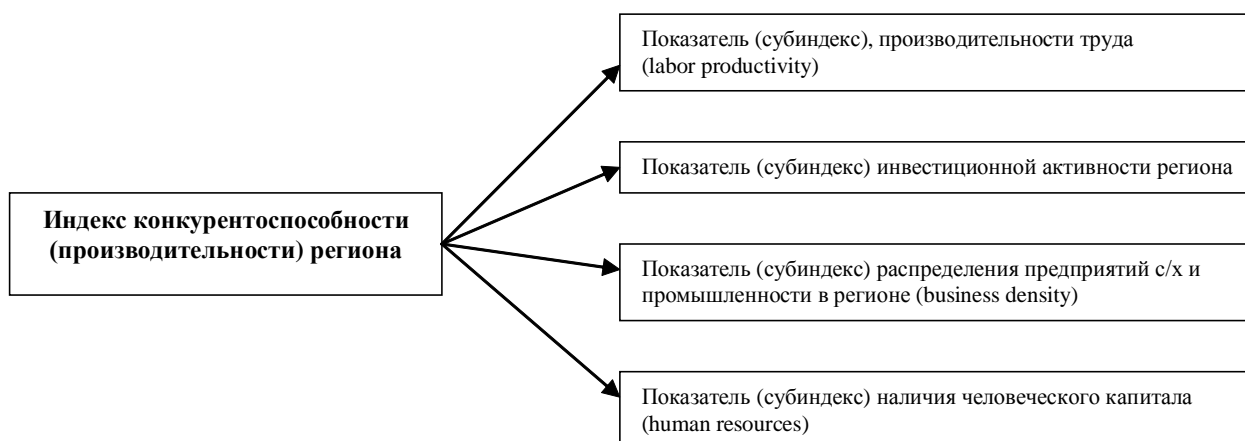 Показатель (субиндекс), производительности труда
(labor productivity)
Показатель (субиндекс) инвестиционной активности региона
Индекс конкурентоспособности
(производительности) региона
Показатель (субиндекс) распределения предприятий с/х и
промышленности в регионе (business density)
Показатель (субиндекс) наличия человеческого капитала
(human resources)